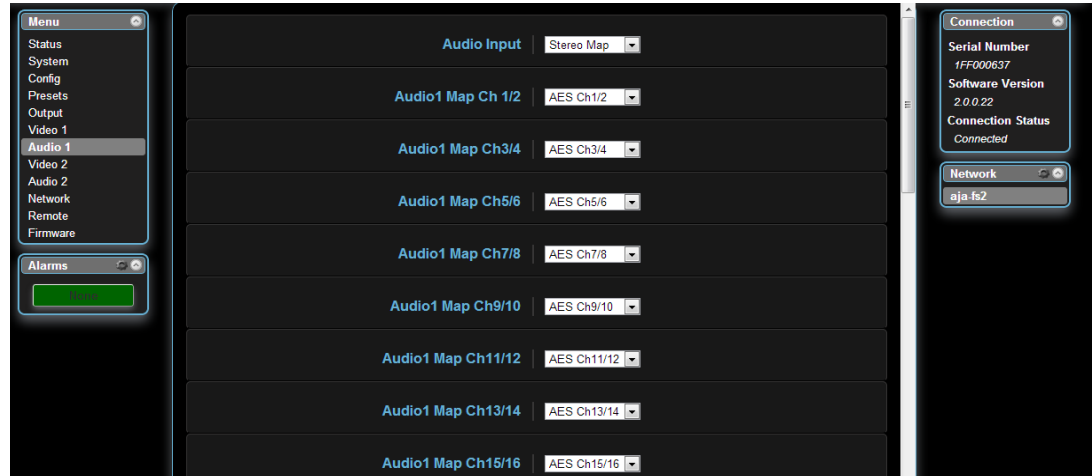 Menu
Status
System
Config
Presets
Output
Video 1
Audio 1
Video 2
Audio 2
Network
Remote
Firmware
Alarms
None
Audio Input
Stereo Map
Audio1 Map Ch 1/2
AES Ch1/2
Audio1 Map Ch3/4
AES Ch3/4
Audio1 Map Ch5/6
AES Ch5/6
Audio1 Map Ch7/8
AES Ch7/8
Audio1 Map Ch9/10
AES Ch9/10
Audio1 Map Ch11/12
AES Ch11/12
Audio1 Map Ch13/14
AES Ch13/14
Audio1 Map Ch15/16
AES Ch15/16
Connection
Serial Number
1FF000637
Software Version
2.0.0.22
Connection Status
Connected
Network
aja-fs2